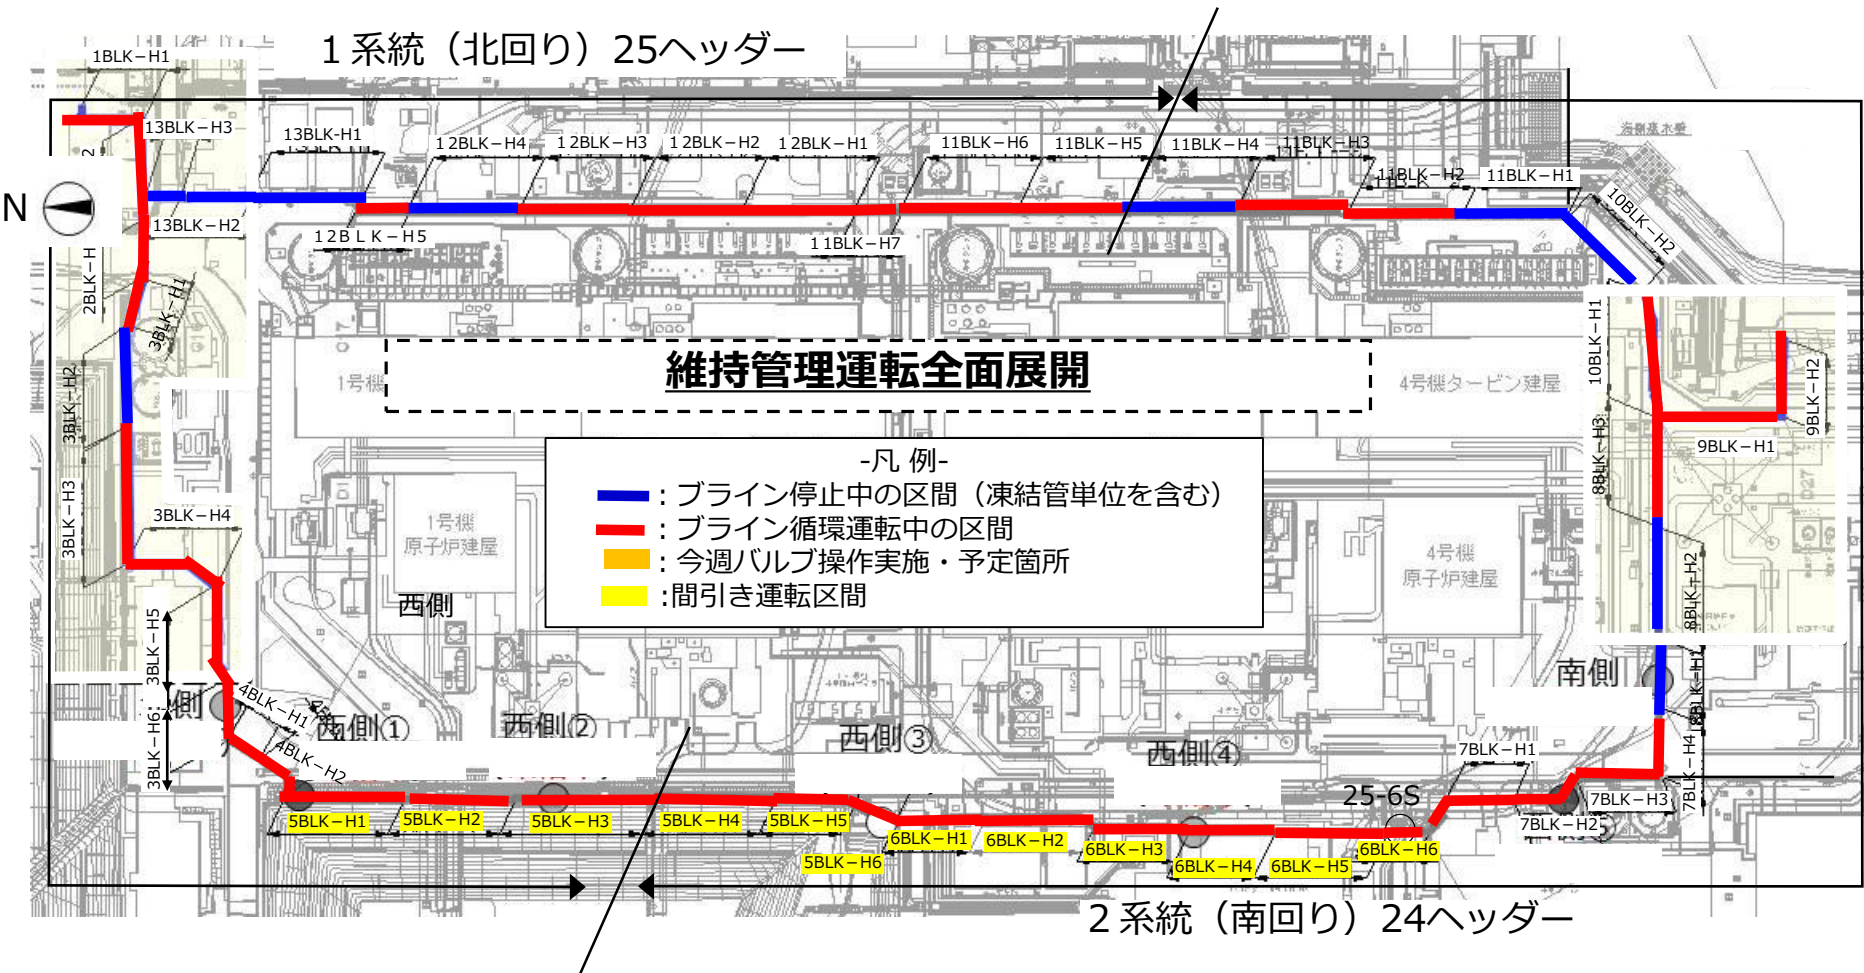 1BLK－H1
１系統（北回り）25ヘッダー
13BLK－H3
13BLK-H1
１2BLK－H4
１2BLK－H3
１2BLK－H2
１2BLK－H1
11BLK－H6
11BLK－H5
11BLK－H4
11BLK－H3
海側遮水壁
11BLK－H2
11BLK－H1
10BLK－H2
N
13BLK－H2
１2ＢＬＫ－H5
１1BLK－H7
2BLK－H
3BLK－H1
10BLK－H1
維持管理運転全面展開
1号機
4号機タービン建屋
3BLK－H2
9BLK－H2
8BLK－H3
9BLK－H1
-凡 例-
：ブライン停止中の区間（凍結管単位を含む）
：ブライン循環運転中の区間
：今週バルブ操作実施・予定箇所
:間引き運転区間
3BLK－H3
3BLK－H4
D27
1号機
原子炉建屋
4号機
原子炉建屋
8BLK－H2
西側
3BLK－H5
南側
8BLK－H1
側
4BLK－H1
西側①
西側②
西側③
西側④
3BLK－H6
4BLK－H2
7BLK－H1
7BLK－H4
25-6S
7BLK－H3
5BLK－H1
5BLK－H2
5BLK－H3
5BLK－H4
5BLK－H5
7BLK－H2
6BLK－H1
6BLK－H2
6BLK－H3
6BLK－H6
5BLK－H6
6BLK－H4
6BLK－H5
２系統（南回り）24ヘッダー